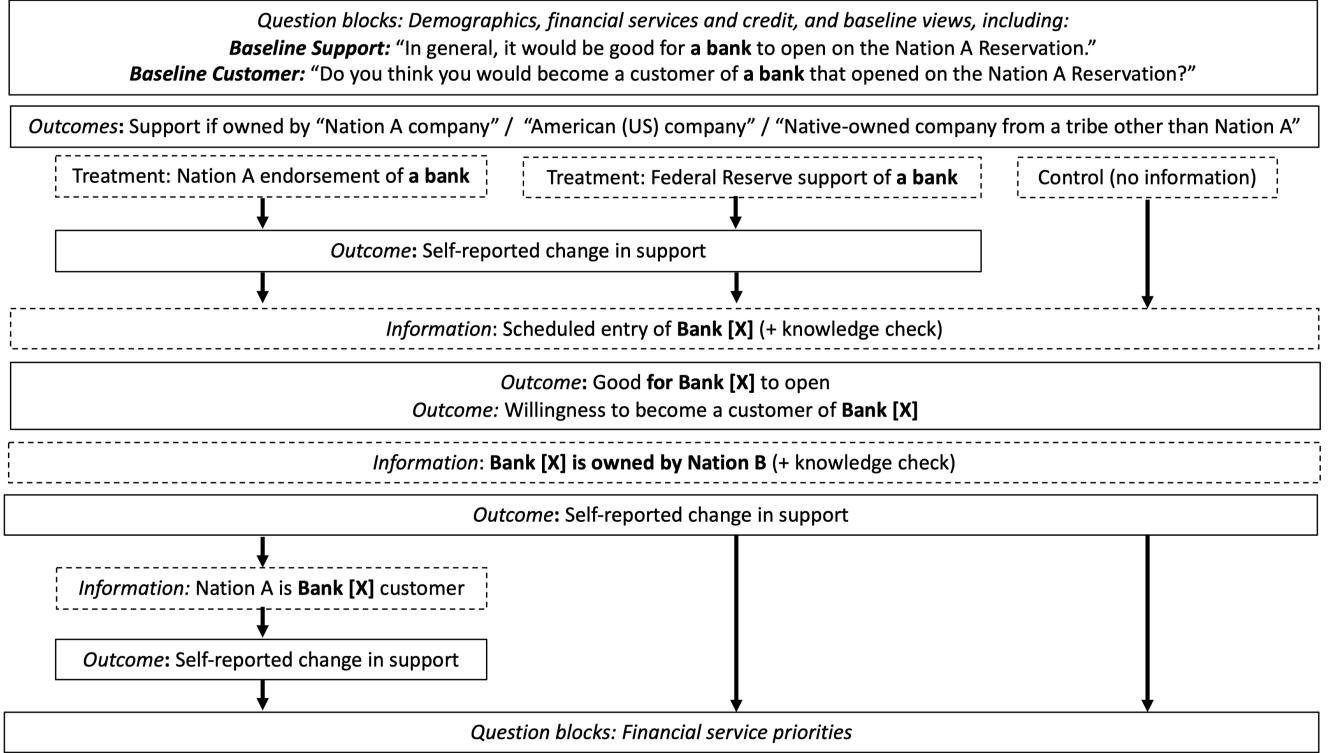 Question blocks: Demographics, financial services and credit, and baseline views, including:
Baseline Support: “In general, it would be good for a bank to open on the Nation A Reservation.”
Baseline Customer: “Do you think you would become a customer of a bank that opened on the Nation A Reservation?”
Outcomes: Support if owned by “Nation A company” / “American (US) company” / “Native-owned company from a tribe other than Nation A”
Treatment: Nation A endorsement of a bank
Treatment: Federal Reserve support of a bank
Control (no information)
Outcome: Self-reported change in support
Information: Scheduled entry of Bank [X] (+ knowledge check)
Outcome: Good for Bank [X] to open
Outcome: Willingness to become a customer of Bank [X]
Information: Bank [X] is owned by Nation B (+ knowledge check)
Outcome: Self-reported change in support
Information: Nation A is Bank [X] customer
Outcome: Self-reported change in support
Question blocks: Financial service priorities